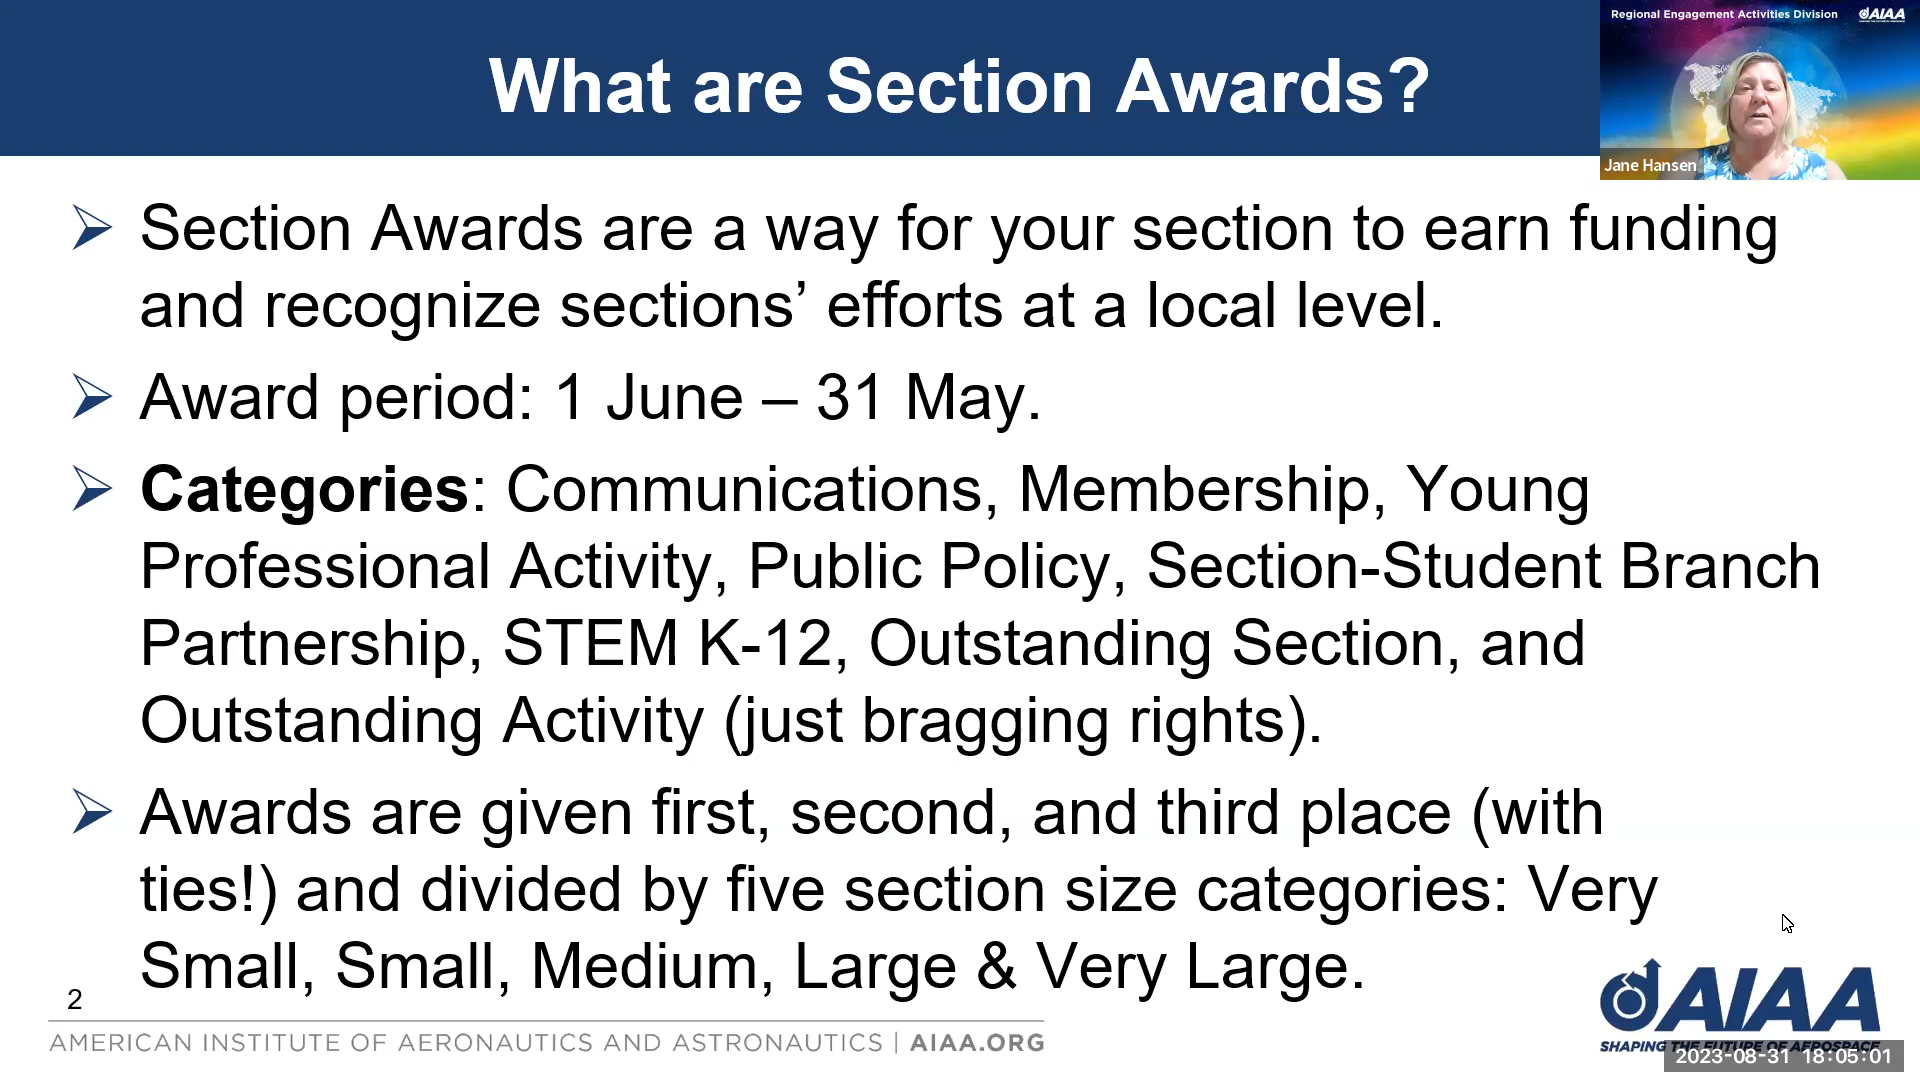 What are Section Awards?
Regional Engagement Activities Division
AIAA
Jane Hansen
Section Awards are a way for your section to earn funding
and recognize sections’ efforts at a local level.
Award period: 1 June – 31 May.
Categories: Communications, Membership, Young
Professional Activity, Public Policy, Section-Student Branch
Partnership, STEM K-12, Outstanding Section, and
Outstanding Activity (just bragging rights).
Awards are given first, second, and third place (with
ties!) and divided by five section size categories: Very
Small, Small, Medium, Large & Very Large.
2
AMERICAN INSTITUTE OF AERONAUTICS AND ASTRONAUTICS | AIAA.ORG
AIAA
SHAPING THE FUTURE OF AEROSPACE
2023-08-31 18:05:01